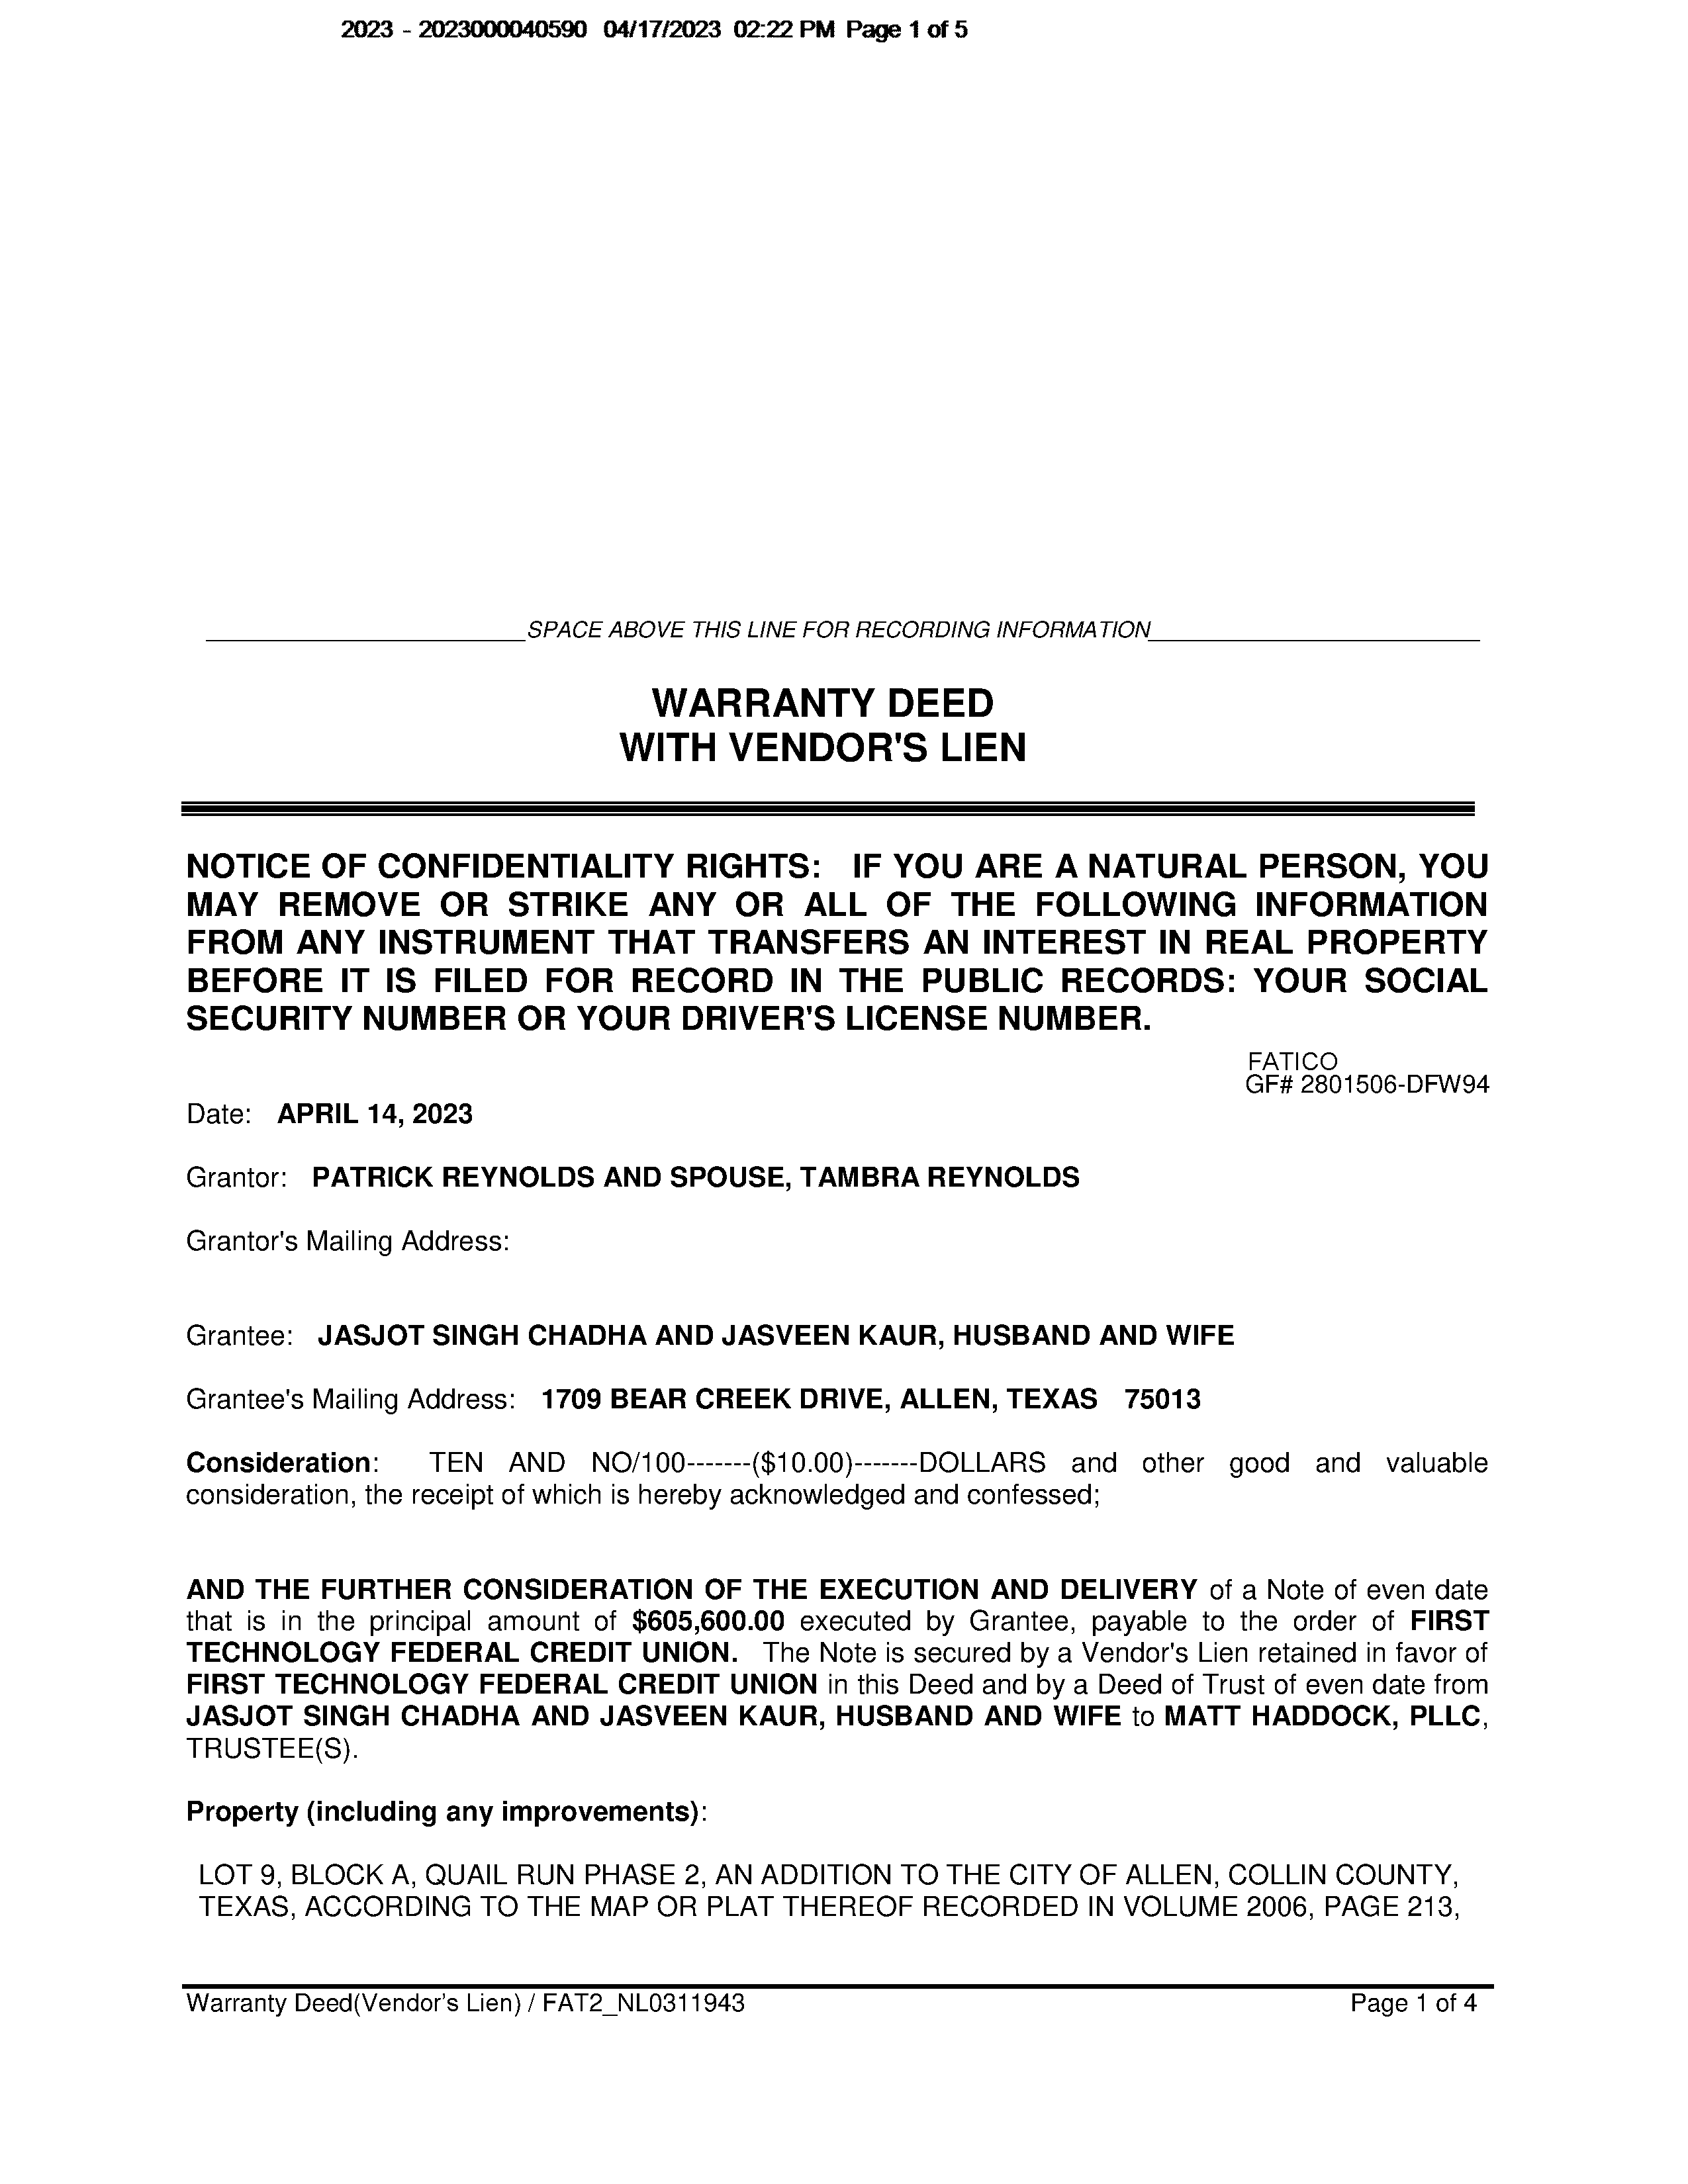 2023 - 2023000040590 04/17/2023 02:22 PM Page 1 of 5
SPACE ABOVE THIS LINE FOR RECORDING INFORMATION
WARRANTY DEED
WITH VENDOR'S LIEN
NOTICE OF CONFIDENTIALITY RIGHTS: IF YOU ARE A NATURAL PERSON, YOU
MAY REMOVE OR STRIKE ANY OR ALL OF THE FOLLOWING INFORMATION
FROM ANY INSTRUMENT THAT TRANSFERS AN INTEREST IN REAL PROPERTY
BEFORE IT IS FILED FOR RECORD IN THE PUBLIC RECORDS: YOUR SOCIAL
SECURITY NUMBER OR YOUR DRIVER'S LICENSE NUMBER.
FATICO
GF# 2801506-DFW94
Date: APRIL 14, 2023
Grantor: PATRICK REYNOLDS AND SPOUSE, TAMBRA REYNOLDS
Grantor's Mailing Address:
Grantee: JASJOT SINGH CHADHA AND JASVEEN KAUR, HUSBAND AND WIFE
Grantee's Mailing Address: 1709 BEAR CREEK DRIVE, ALLEN, TEXAS 75013
Consideration: TEN AND NO/100-------($10.00)-------DOLLARS and other good and valuable
consideration, the receipt of which is hereby acknowledged and confessed;
AND THE FURTHER CONSIDERATION OF THE EXECUTION AND DELIVERY of a Note of even date
that is in the principal amount of $605,600.00 executed by Grantee, payable to the order of FIRST
TECHNOLOGY FEDERAL CREDIT UNION. The Note is secured by a Vendor's Lien retained in favor of
FIRST TECHNOLOGY FEDERAL CREDIT UNION in this Deed and by a Deed of Trust of even date from
JASJOT SINGH CHADHA AND JASVEEN KAUR, HUSBAND AND WIFE to MATT HADDOCK, PLLC,
TRUSTEE(S).
Property (including any improvements):
LOT 9, BLOCK A, QUAIL RUN PHASE 2, AN ADDITION TO THE CITY OF ALLEN, COLLIN COUNTY,
TEXAS, ACCORDING TO THE MAP OR PLAT THEREOF RECORDED IN VOLUME 2006, PAGE 213,
Warranty Deed(Vendor's Lien) / FAT2_NL0311943 Page 1 of 4